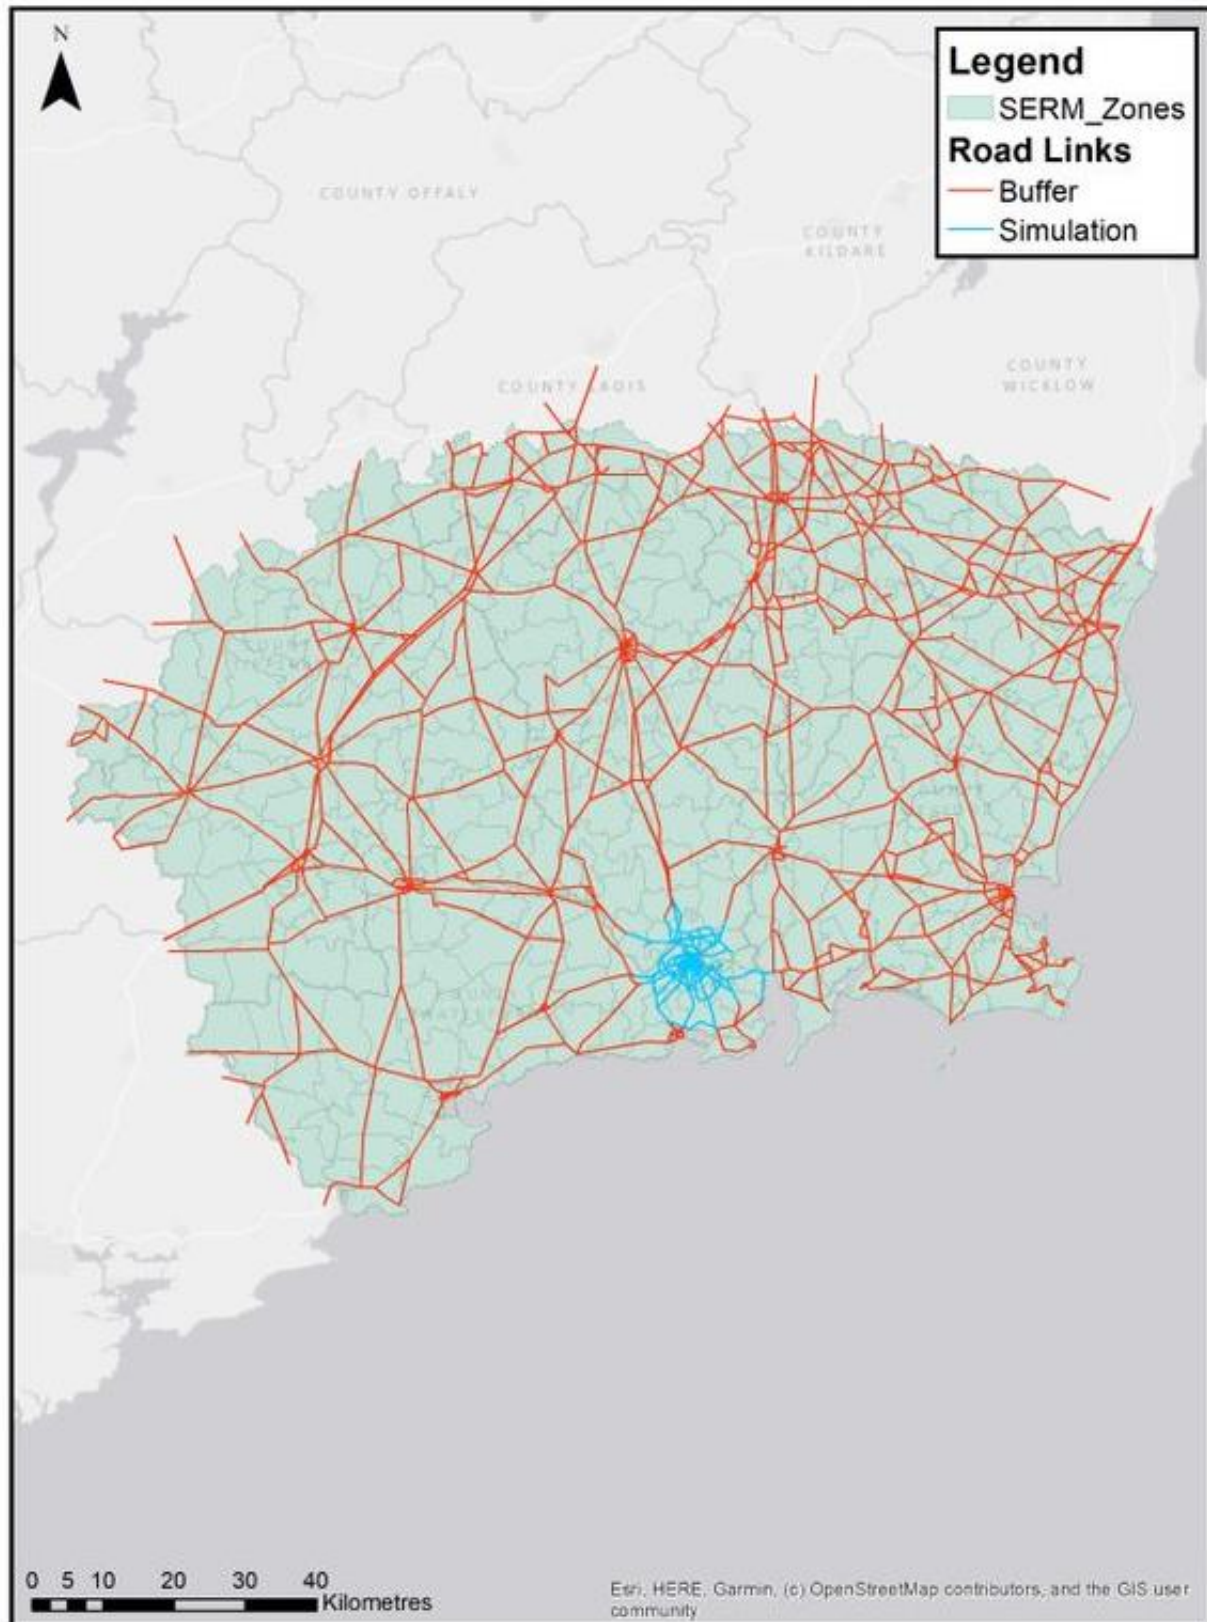 N
Legend
SERM_Zones
Road Links
Buffer
Simulation
COUNTY OFFALY
COUNTY
KILDARE
COUNTY
WICKLOW
COUNTY LAOIS
0 5 10 20 30 40
Kilometres
Esri, HERE, Garmin, (c) OpenStreetMap contributors, and the GIS user
community